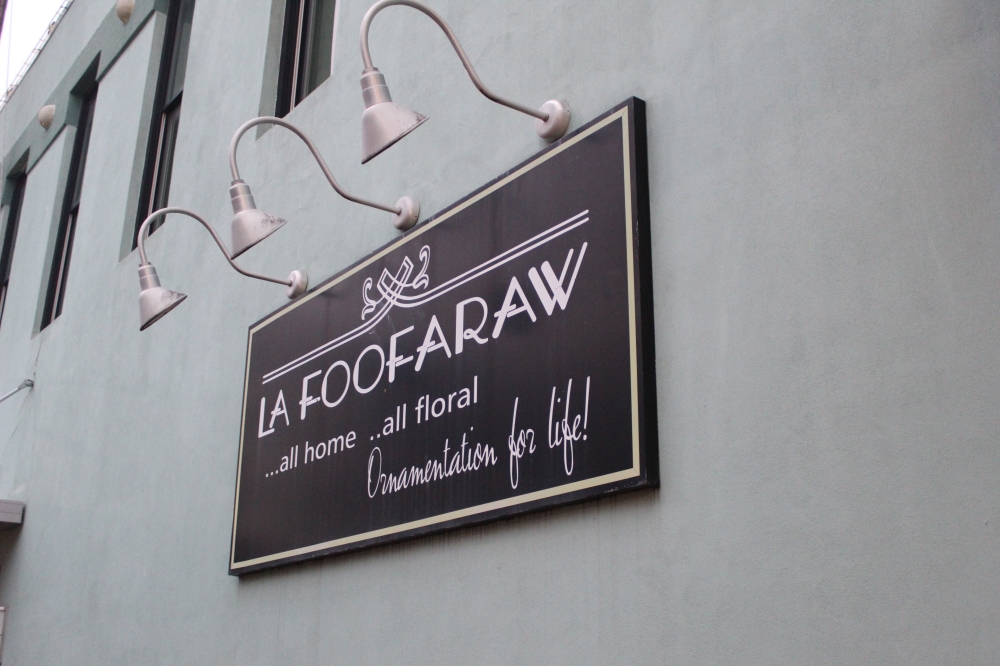 LA FOOFARAW
...all home ..all floral
Ornamentation for life!